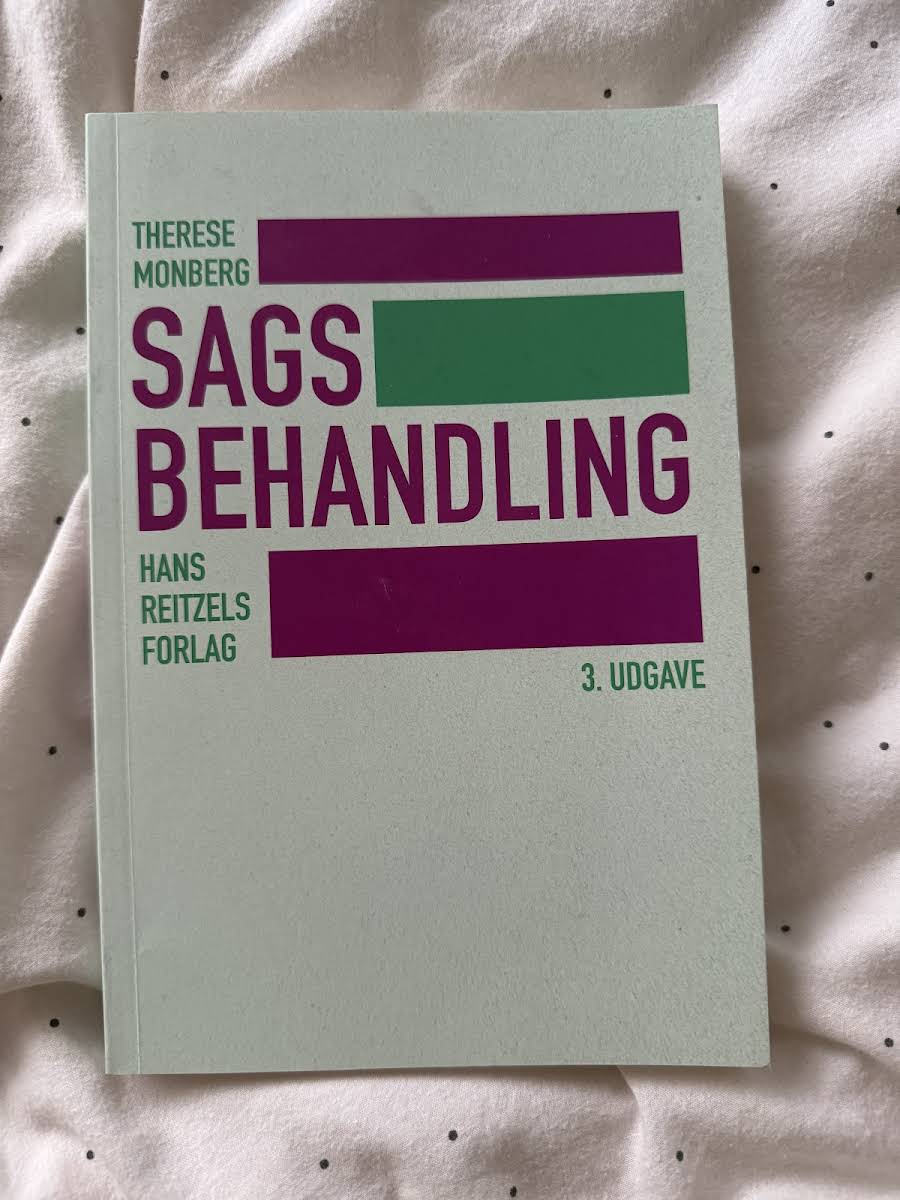 THERESE
MONBERG
SAGS
BEHANDLING
HANS
REITZELS
FORLAG
3. UDGAVE